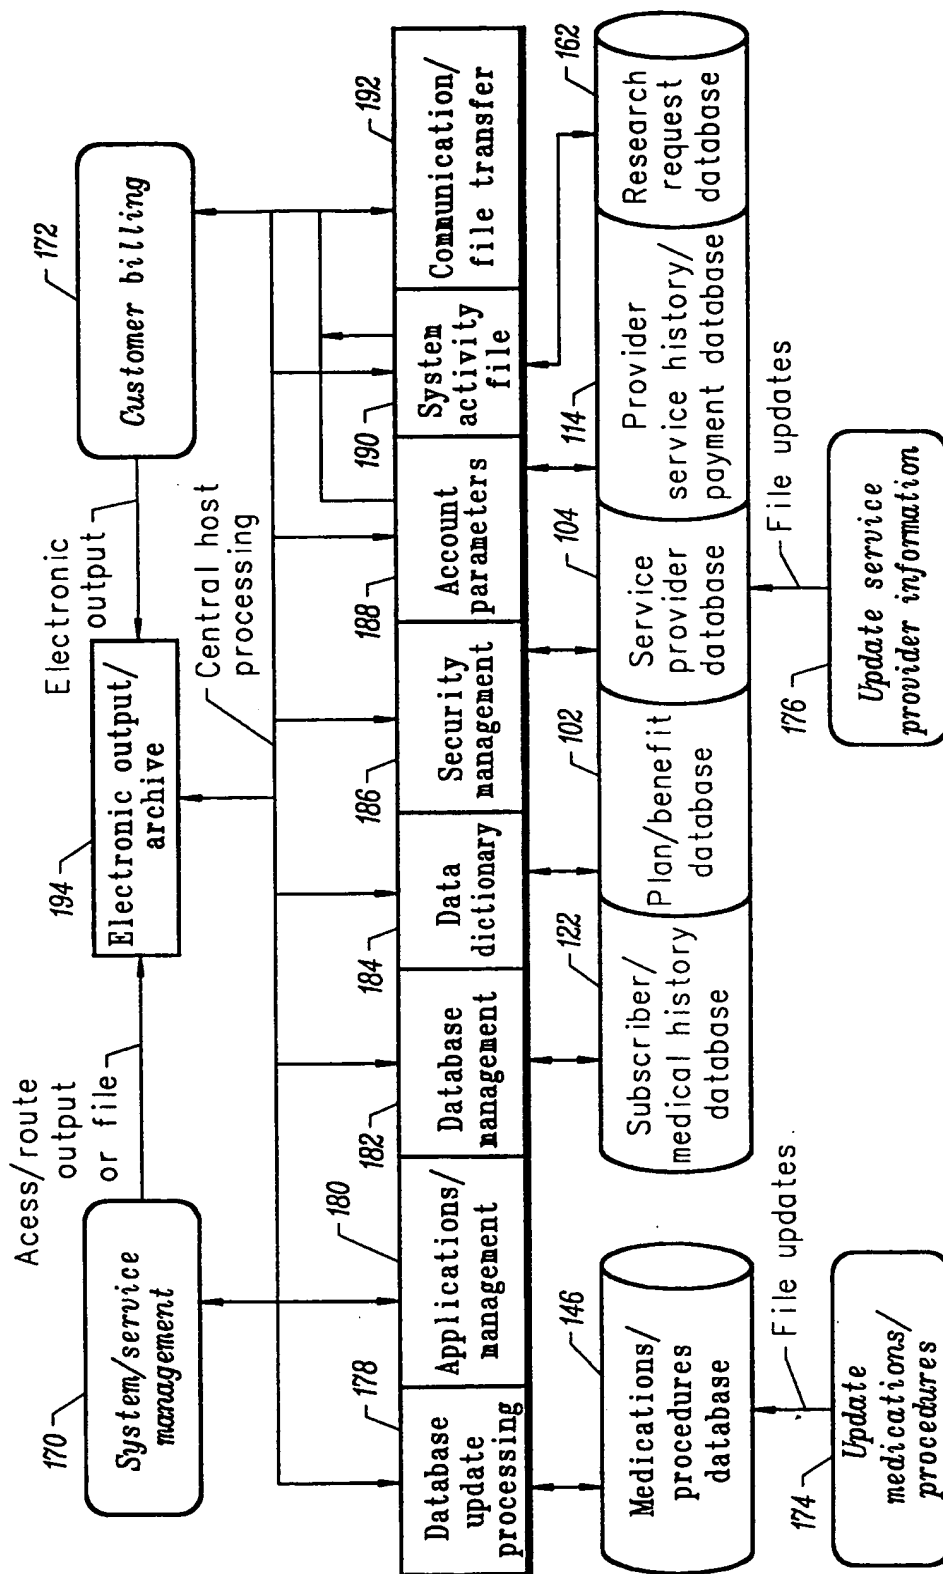 Acess/route
output
or file
Electronic
output
170
System/service
management
194
Electronic output/
archive
172
Customer billing
Central host
processing
178
Database
update
processing
180
Applications/
management
182
Database
management
184
Data
dictionary
186
Security
management
188
Account
parameters
190
System
activity
file
192
Communication/
file transfer
146
Medications/
procedures
database
122
Subscriber/
medical history
database
102
Plan/benefit
database
104
Service
provider
database
114
Provider
service history/
payment database
162
Research
request
database
File updates
174
Update
medications/
procedures
File updates
176
Update service
provider information